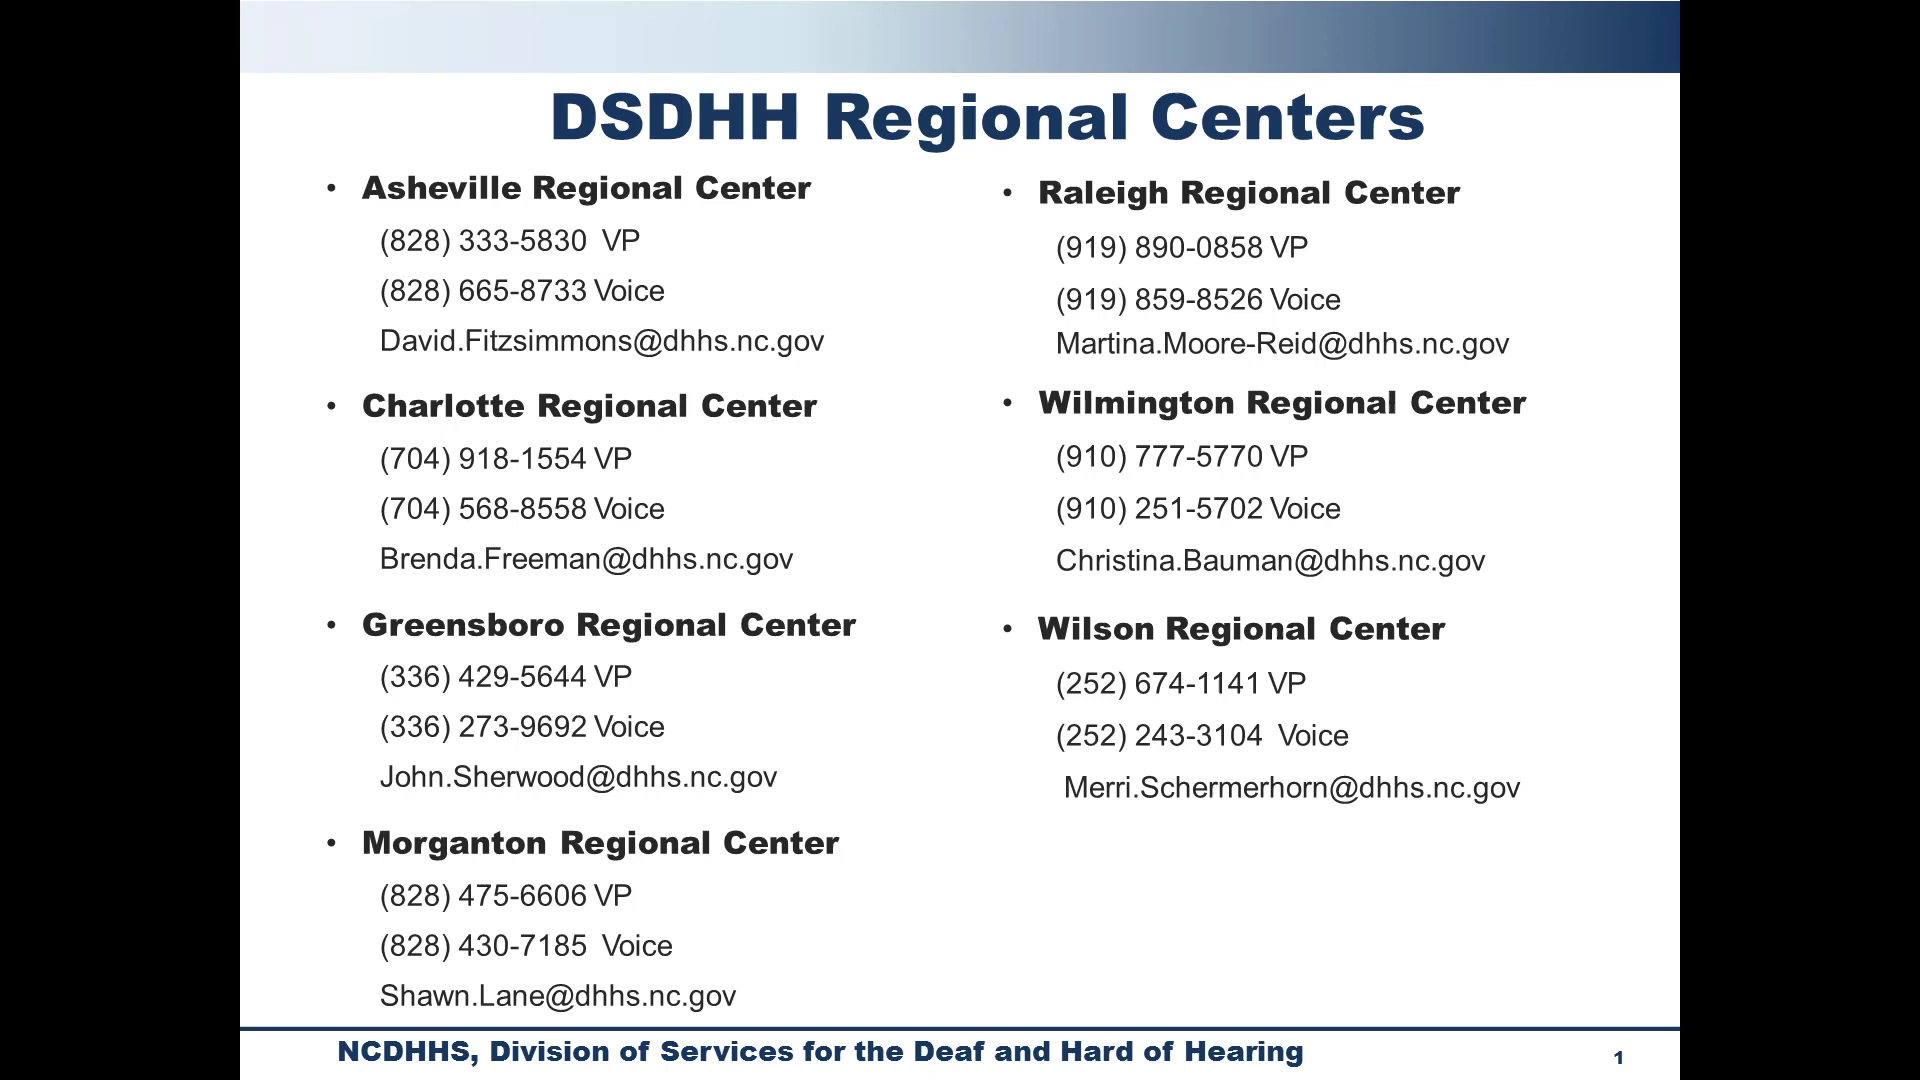 DSDHH Regional Centers
• Asheville Regional Center
(828) 333-5830  VP
(828) 665-8733 Voice
David.Fitzsimmons@dhhs.nc.gov
• Charlotte Regional Center
(704) 918-1554 VP
(704) 568-8558 Voice
Brenda.Freeman@dhhs.nc.gov
• Greensboro Regional Center
(336) 429-5644 VP
(336) 273-9692 Voice
John.Sherwood@dhhs.nc.gov
• Morganton Regional Center
(828) 475-6606 VP
(828) 430-7185  Voice
Shawn.Lane@dhhs.nc.gov
• Raleigh Regional Center
(919) 890-0858 VP
(919) 859-8526 Voice
Martina.Moore-Reid@dhhs.nc.gov
• Wilmington Regional Center
(910) 777-5770 VP
(910) 251-5702 Voice
Christina.Bauman@dhhs.nc.gov
• Wilson Regional Center
(252) 674-1141 VP
(252) 243-3104  Voice
Merri.Schermerhorn@dhhs.nc.gov
NCDHHS, Division of Services for the Deaf and Hard of Hearing
1